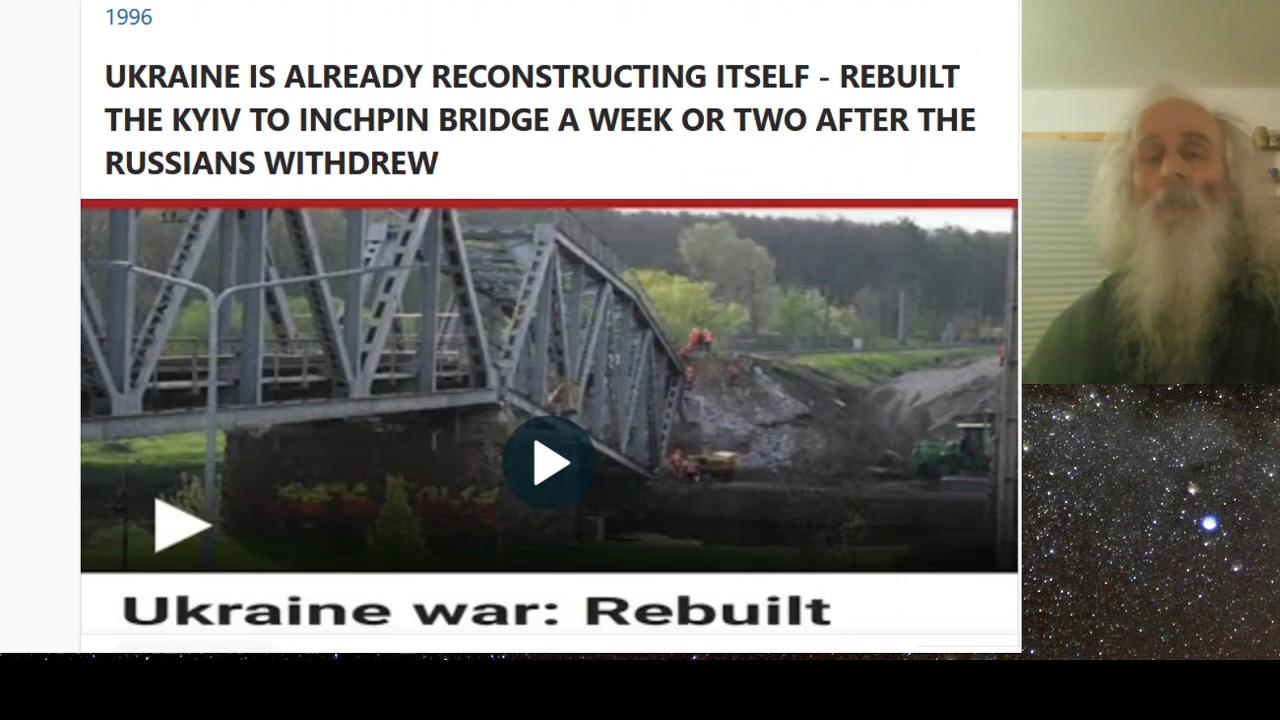 1996
UKRAINE IS ALREADY RECONSTRUCTING ITSELF - REBUILT
THE KYIV TO INCHPIN BRIDGE A WEEK OR TWO AFTER THE
RUSSIANS WITHDREW
Ukraine war: Rebuilt